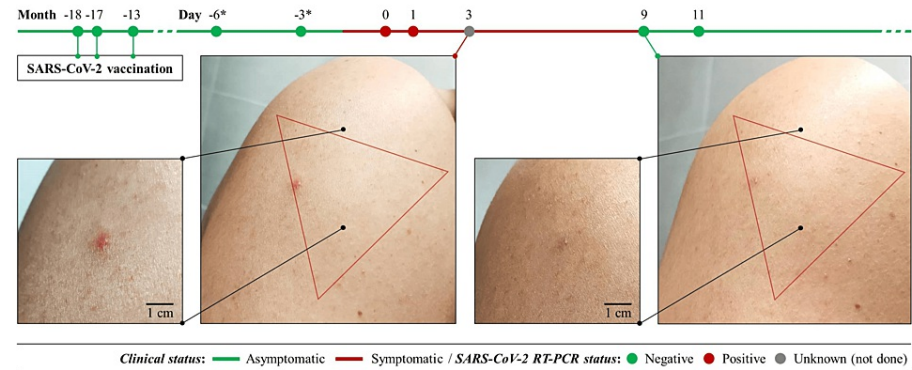 Month -18 -17 -13 Day -6* -3* 0 1 3 9 11
SARS-CoV-2 vaccination
1 cm
1 cm
Clinical status: Asymptomatic Symptomatic / SARS-CoV-2 RT-PCR status: Negative Positive Unknown (not done)